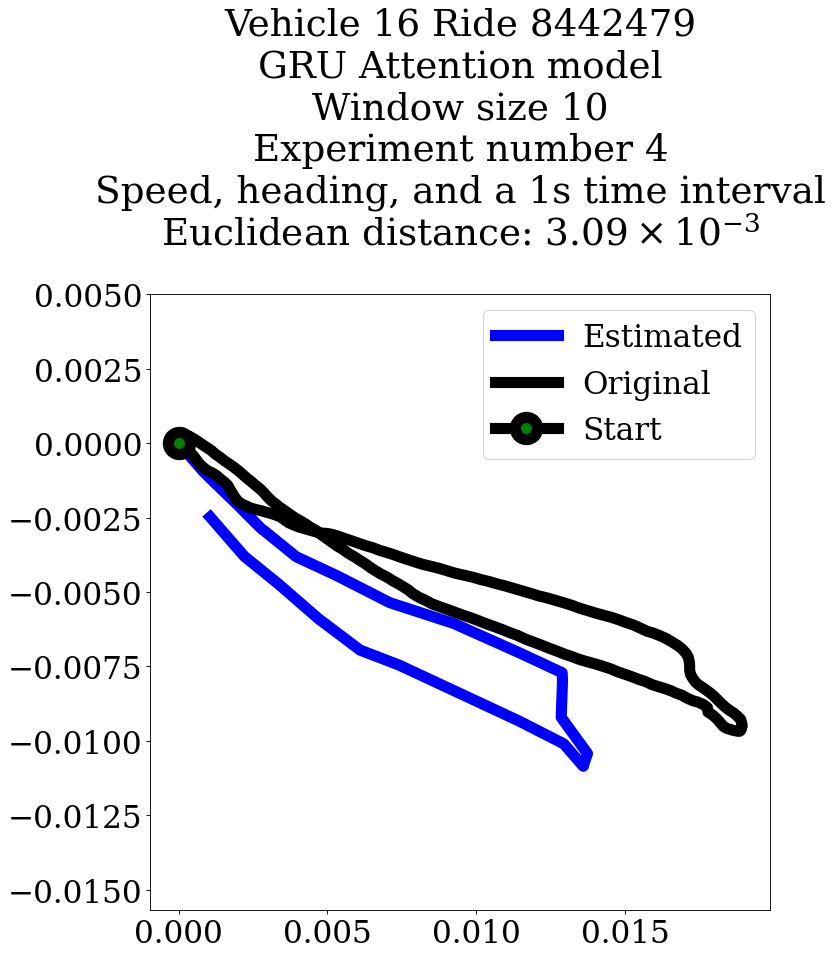 Vehicle 16 Ride 8442479
GRU Attention model
Window size 10
Experiment number 4
Speed, heading, and a 1s time interval
Euclidean distance: 3.09 × 10⁻³
0.0050
Estimated
0.0025
Original
0.0000
Start
−0.0025
−0.0050
−0.0075
−0.0100
−0.0125
−0.0150
0.000 0.005 0.010 0.015